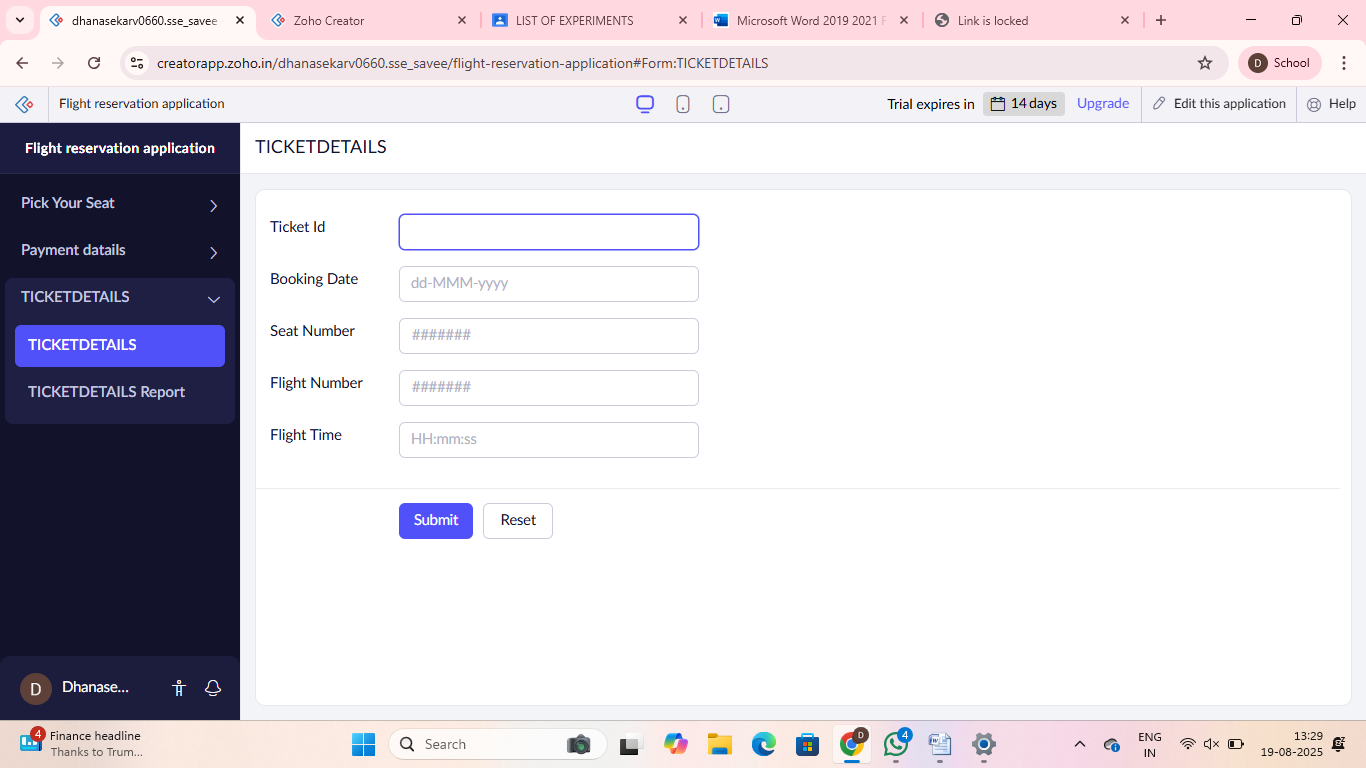 dhanasekarv0660.sse_savee
Zoho Creator
LIST OF EXPERIMENTS
Microsoft Word 2019 2021 F
Link is locked
creatorapp.zoho.in/dhanasekarv0660.sse_savee/flight-reservation-application#Form:TICKETDETAILS
D School
Flight reservation application
Trial expires in 14 days Upgrade Edit this application Help
Flight reservation application
Pick Your Seat
Payment datails
TICKETDETAILS
TICKETDETAILS
TICKETDETAILS Report
D Dhanase...
TICKETDETAILS
Ticket Id
Booking Date dd-MMM-yyyy
Seat Number #######
Flight Number #######
Flight Time HH:mm:ss
Submit Reset
4 Finance headline
Thanks to Trum...
Search
D
4
ENG
IN
13:29
19-08-2025